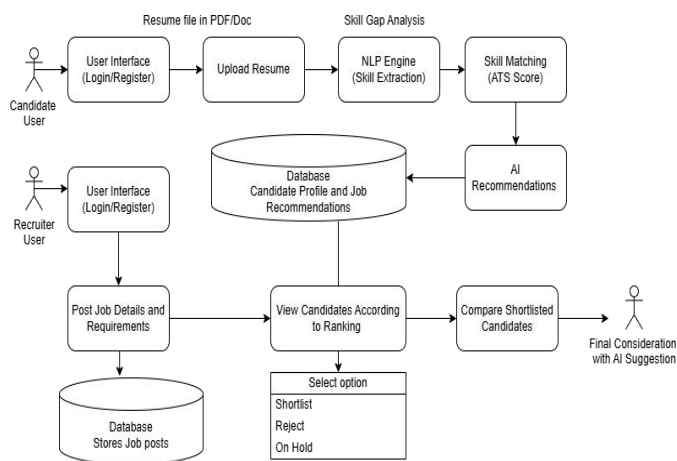 Resume file in PDF/Doc
Skill Gap Analysis
Candidate
User
User Interface
(Login/Register)
Upload Resume
NLP Engine
(Skill Extraction)
Skill Matching
(ATS Score)
AI
Recommendations
Database
Candidate Profile and Job
Recommendations
Recruiter
User
User Interface
(Login/Register)
Post Job Details and
Requirements
View Candidates According
to Ranking
Compare Shortlisted
Candidates
Final Consideration
with AI Suggestion
Database
Stores Job posts
Select option
Shortlist
Reject
On Hold